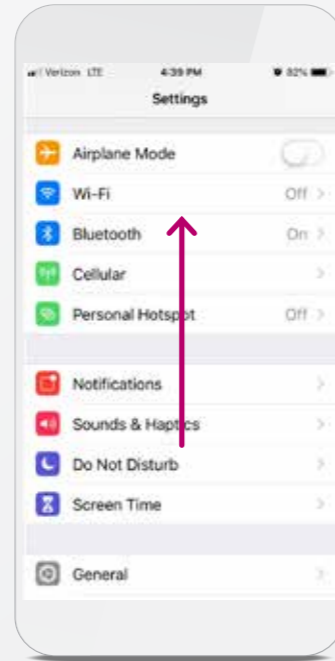 Verizon LTE 4:39 PM 82%
Settings
Airplane Mode
Wi-Fi Off
Bluetooth On
Cellular
Personal Hotspot Off
Notifications
Sounds & Haptics
Do Not Disturb
Screen Time
General